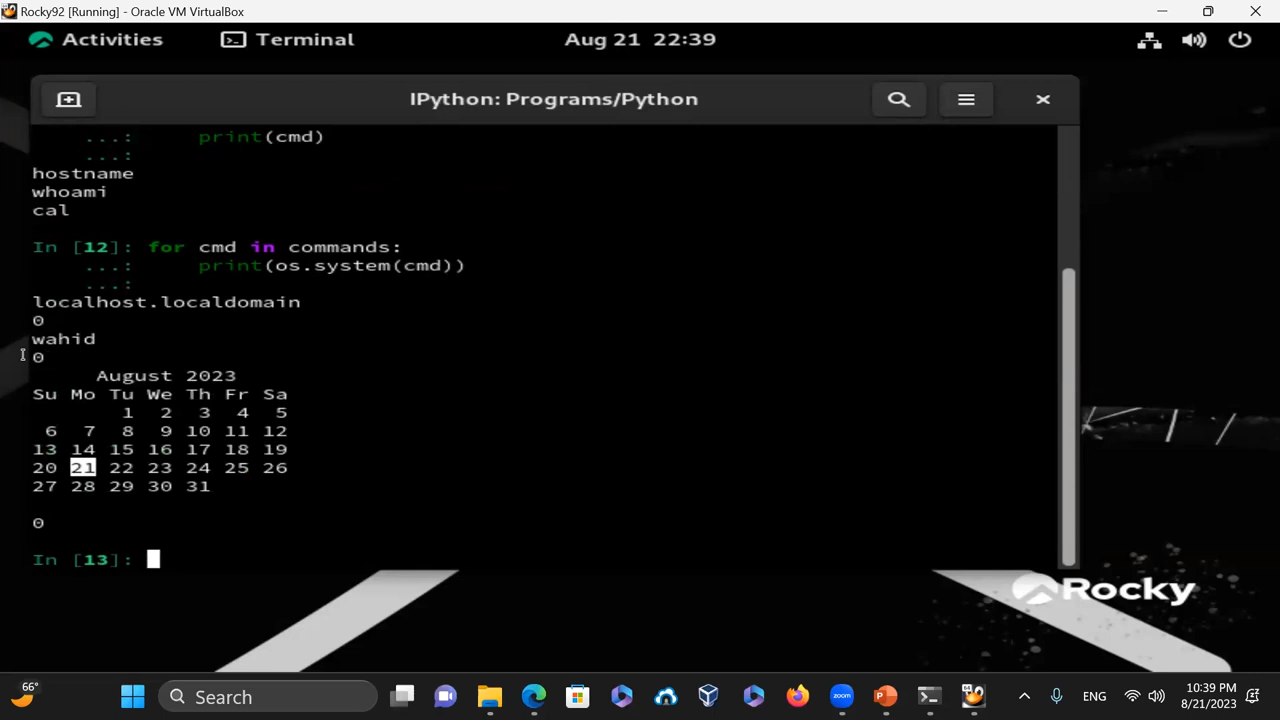 Rocky92 [Running] - Oracle VM VirtualBox
Activities Terminal Aug 21 22:39
IPython: Programs/Python
...: print(cmd)
...:
hostname
whoami
cal
In [12]: for cmd in commands:
...: print(os.system(cmd))
...:
localhost.localdomain
0
wahid
0
August 2023
Su Mo Tu We Th Fr Sa
1 2 3 4 5
6 7 8 9 10 11 12
13 14 15 16 17 18 19
20 21 22 23 24 25 26
27 28 29 30 31
0
In [13]:
Rocky
66°
Search
ENG
10:39 PM
8/21/2023